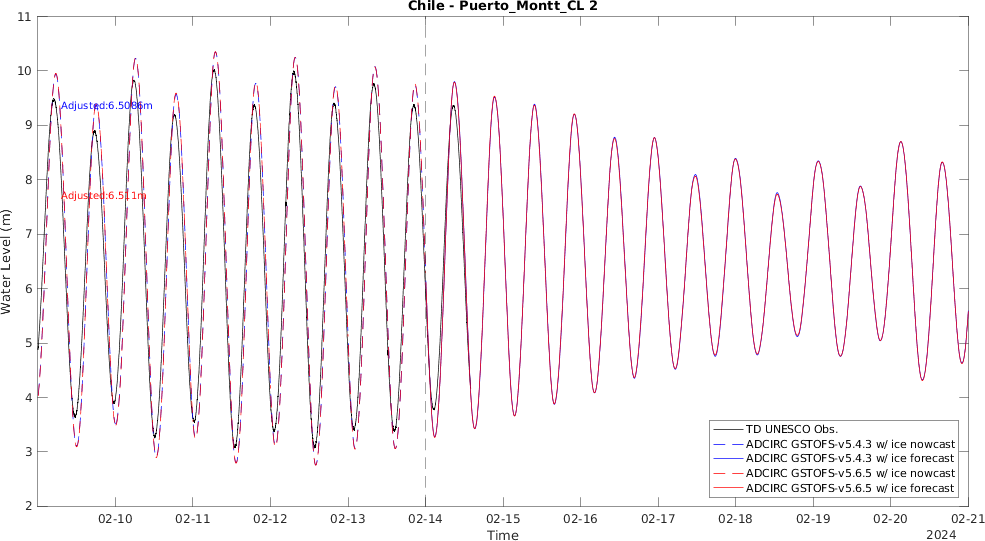 Chile - Puerto_Montt_CL 2
11
10
9
8
7
6
5
4
3
2
Water Level (m)
Adjusted:6.5086m
Adjusted:6.511m
02-10
02-11
02-12
02-13
02-14
02-15
02-16
02-17
02-18
02-19
02-20
02-21
Time
2024
TD UNESCO Obs.
ADCIRC GSTOFS-v5.4.3 w/ ice nowcast
ADCIRC GSTOFS-v5.4.3 w/ ice forecast
ADCIRC GSTOFS-v5.6.5 w/ ice nowcast
ADCIRC GSTOFS-v5.6.5 w/ ice forecast